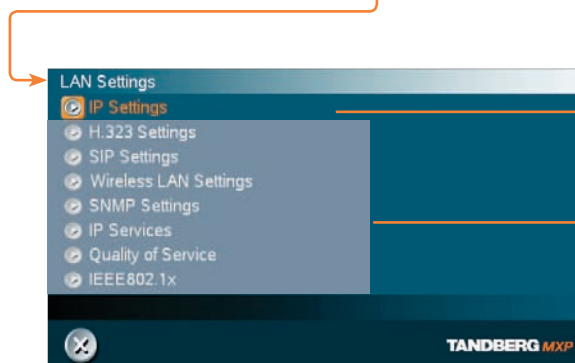 LAN Settings
IP Settings
H.323 Settings
SIP Settings
Wireless LAN Settings
SNMP Settings
IP Services
Quality of Service
IEEE802.1x
TANDBERG MXP